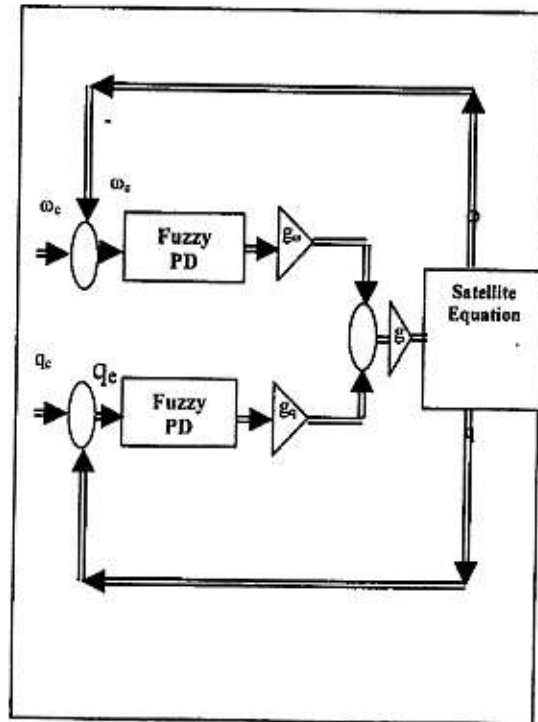 ωe
ωc
Fuzzy
PD
gω
Satellite
Equation
qc
qe
Fuzzy
PD
gq
q